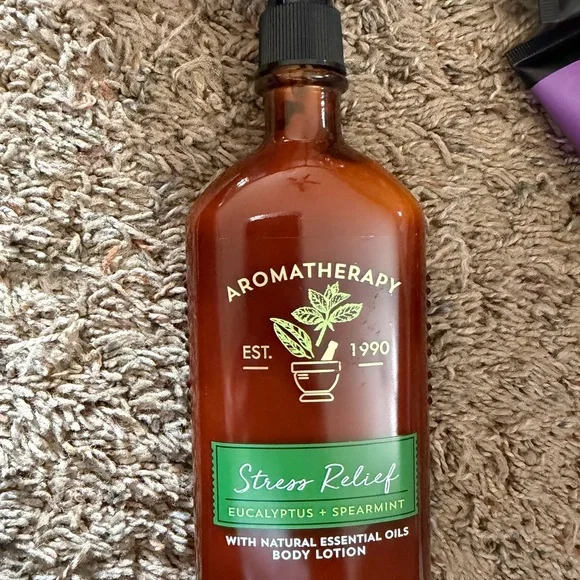 AROMATHERAPY
EST. 1990
Stress Relief
EUCALYPTUS + SPEARMINT
WITH NATURAL ESSENTIAL OILS
BODY LOTION